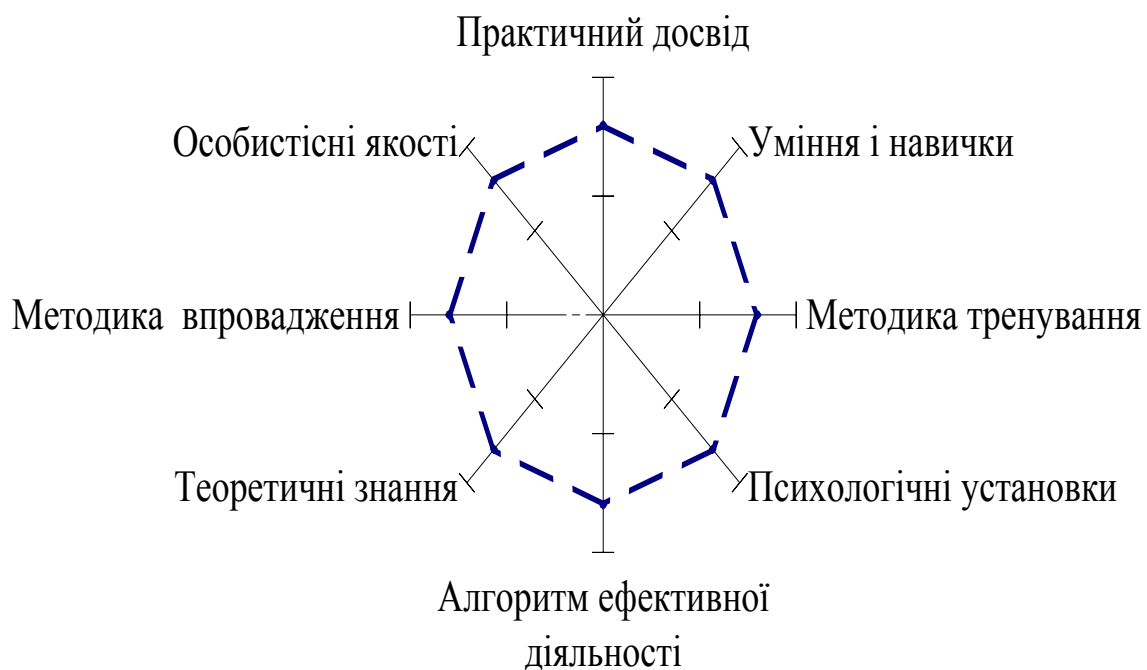 Практичний досвід
Особистісні якості
Уміння і навички
Методика впровадження
Методика тренування
Теоретичні знання
Психологічні установки
Алгоритм ефективної
діяльності